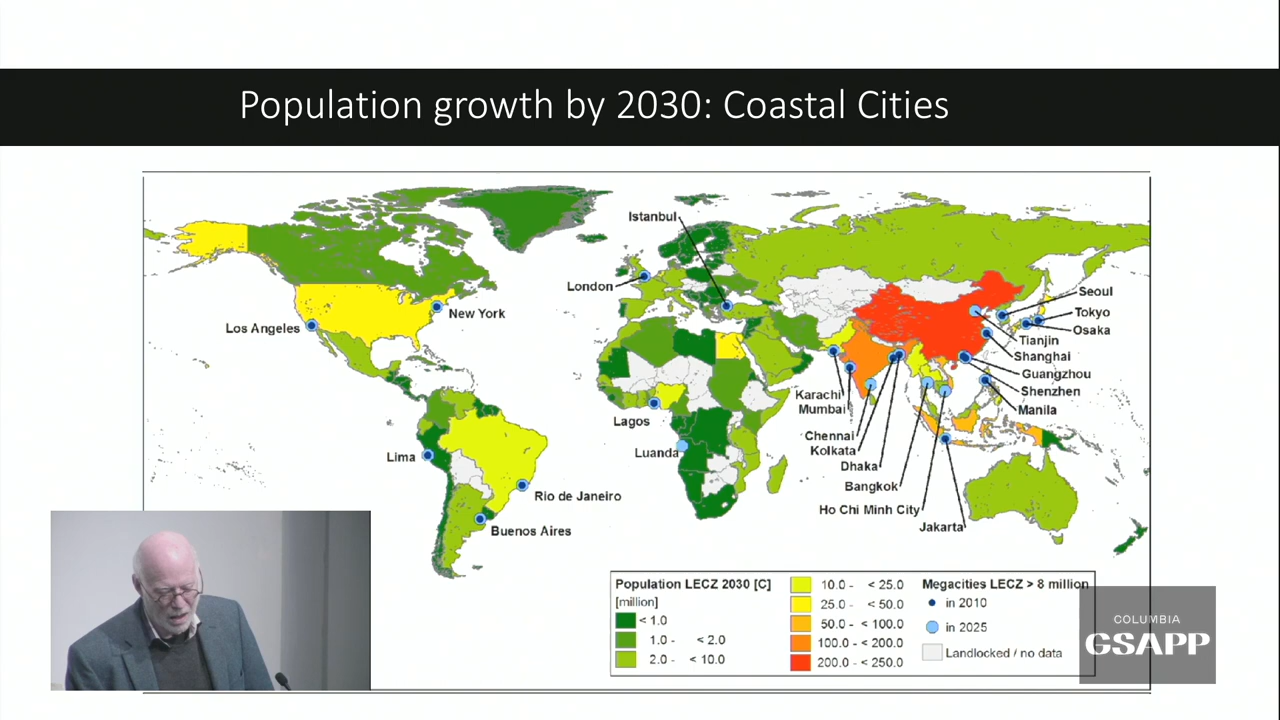 Population growth by 2030: Coastal Cities
Istanbul
London
New York
Los Angeles
Seoul
Tokyo
Osaka
Tianjin
Shanghai
Guangzhou
Shenzhen
Manila
Karachi
Mumbai
Lagos
Chennai
Kolkata
Luanda
Lima
Dhaka
Bangkok
Rio de Janeiro
Ho Chi Minh City
Jakarta
Buenos Aires
Population LECZ 2030 [C]
[million]
< 1.0
1.0 - < 2.0
2.0 - < 10.0
10.0 - < 25.0
25.0 - < 50.0
50.0 - < 100.0
100.0 - < 200.0
200.0 - < 250.0
Megacities LECZ > 8 million
in 2010
in 2025
Landlocked / no data
COLUMBIA
GSAPP